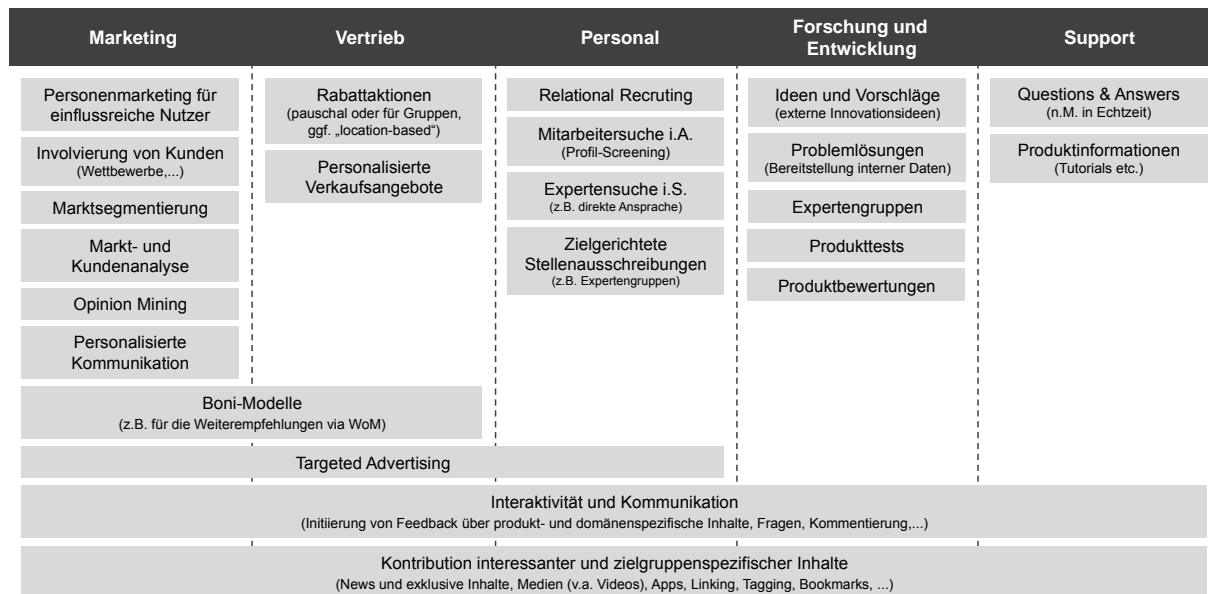 Marketing
Vertrieb
Personal
Forschung und
Entwicklung
Support
Personenmarketing für
einflussreiche Nutzer
Involvierung von Kunden
(Wettbewerbe,...)
Marktsegmentierung
Markt- und
Kundenanalyse
Opinion Mining
Personalisierte
Kommunikation
Rabattaktionen
(pauschal oder für Gruppen,
ggf. „location-based“)
Personalisierte
Verkaufsangebote
Relational Recruting
Mitarbeitersuche i.A.
(Profil-Screening)
Expertensuche i.S.
(z.B. direkte Ansprache)
Zielgerichtete
Stellenausschreibungen
(z.B. Expertengruppen)
Ideen und Vorschläge
(externe Innovationsideen)
Problemlösungen
(Bereitstellung interner Daten)
Expertengruppen
Produkttests
Produktbewertungen
Questions & Answers
(n.M. in Echtzeit)
Produktinformationen
(Tutorials etc.)
Boni-Modelle
(z.B. für die Weiterempfehlungen via WoM)
Targeted Advertising
Interaktivität und Kommunikation
(Initiierung von Feedback über produkt- und domänenspezifische Inhalte, Fragen, Kommentierung,...)
Kontribution interessanter und zielgruppenspezifischer Inhalte
(News und exklusive Inhalte, Medien (v.a. Videos), Apps, Linking, Tagging, Bookmarks, ...)